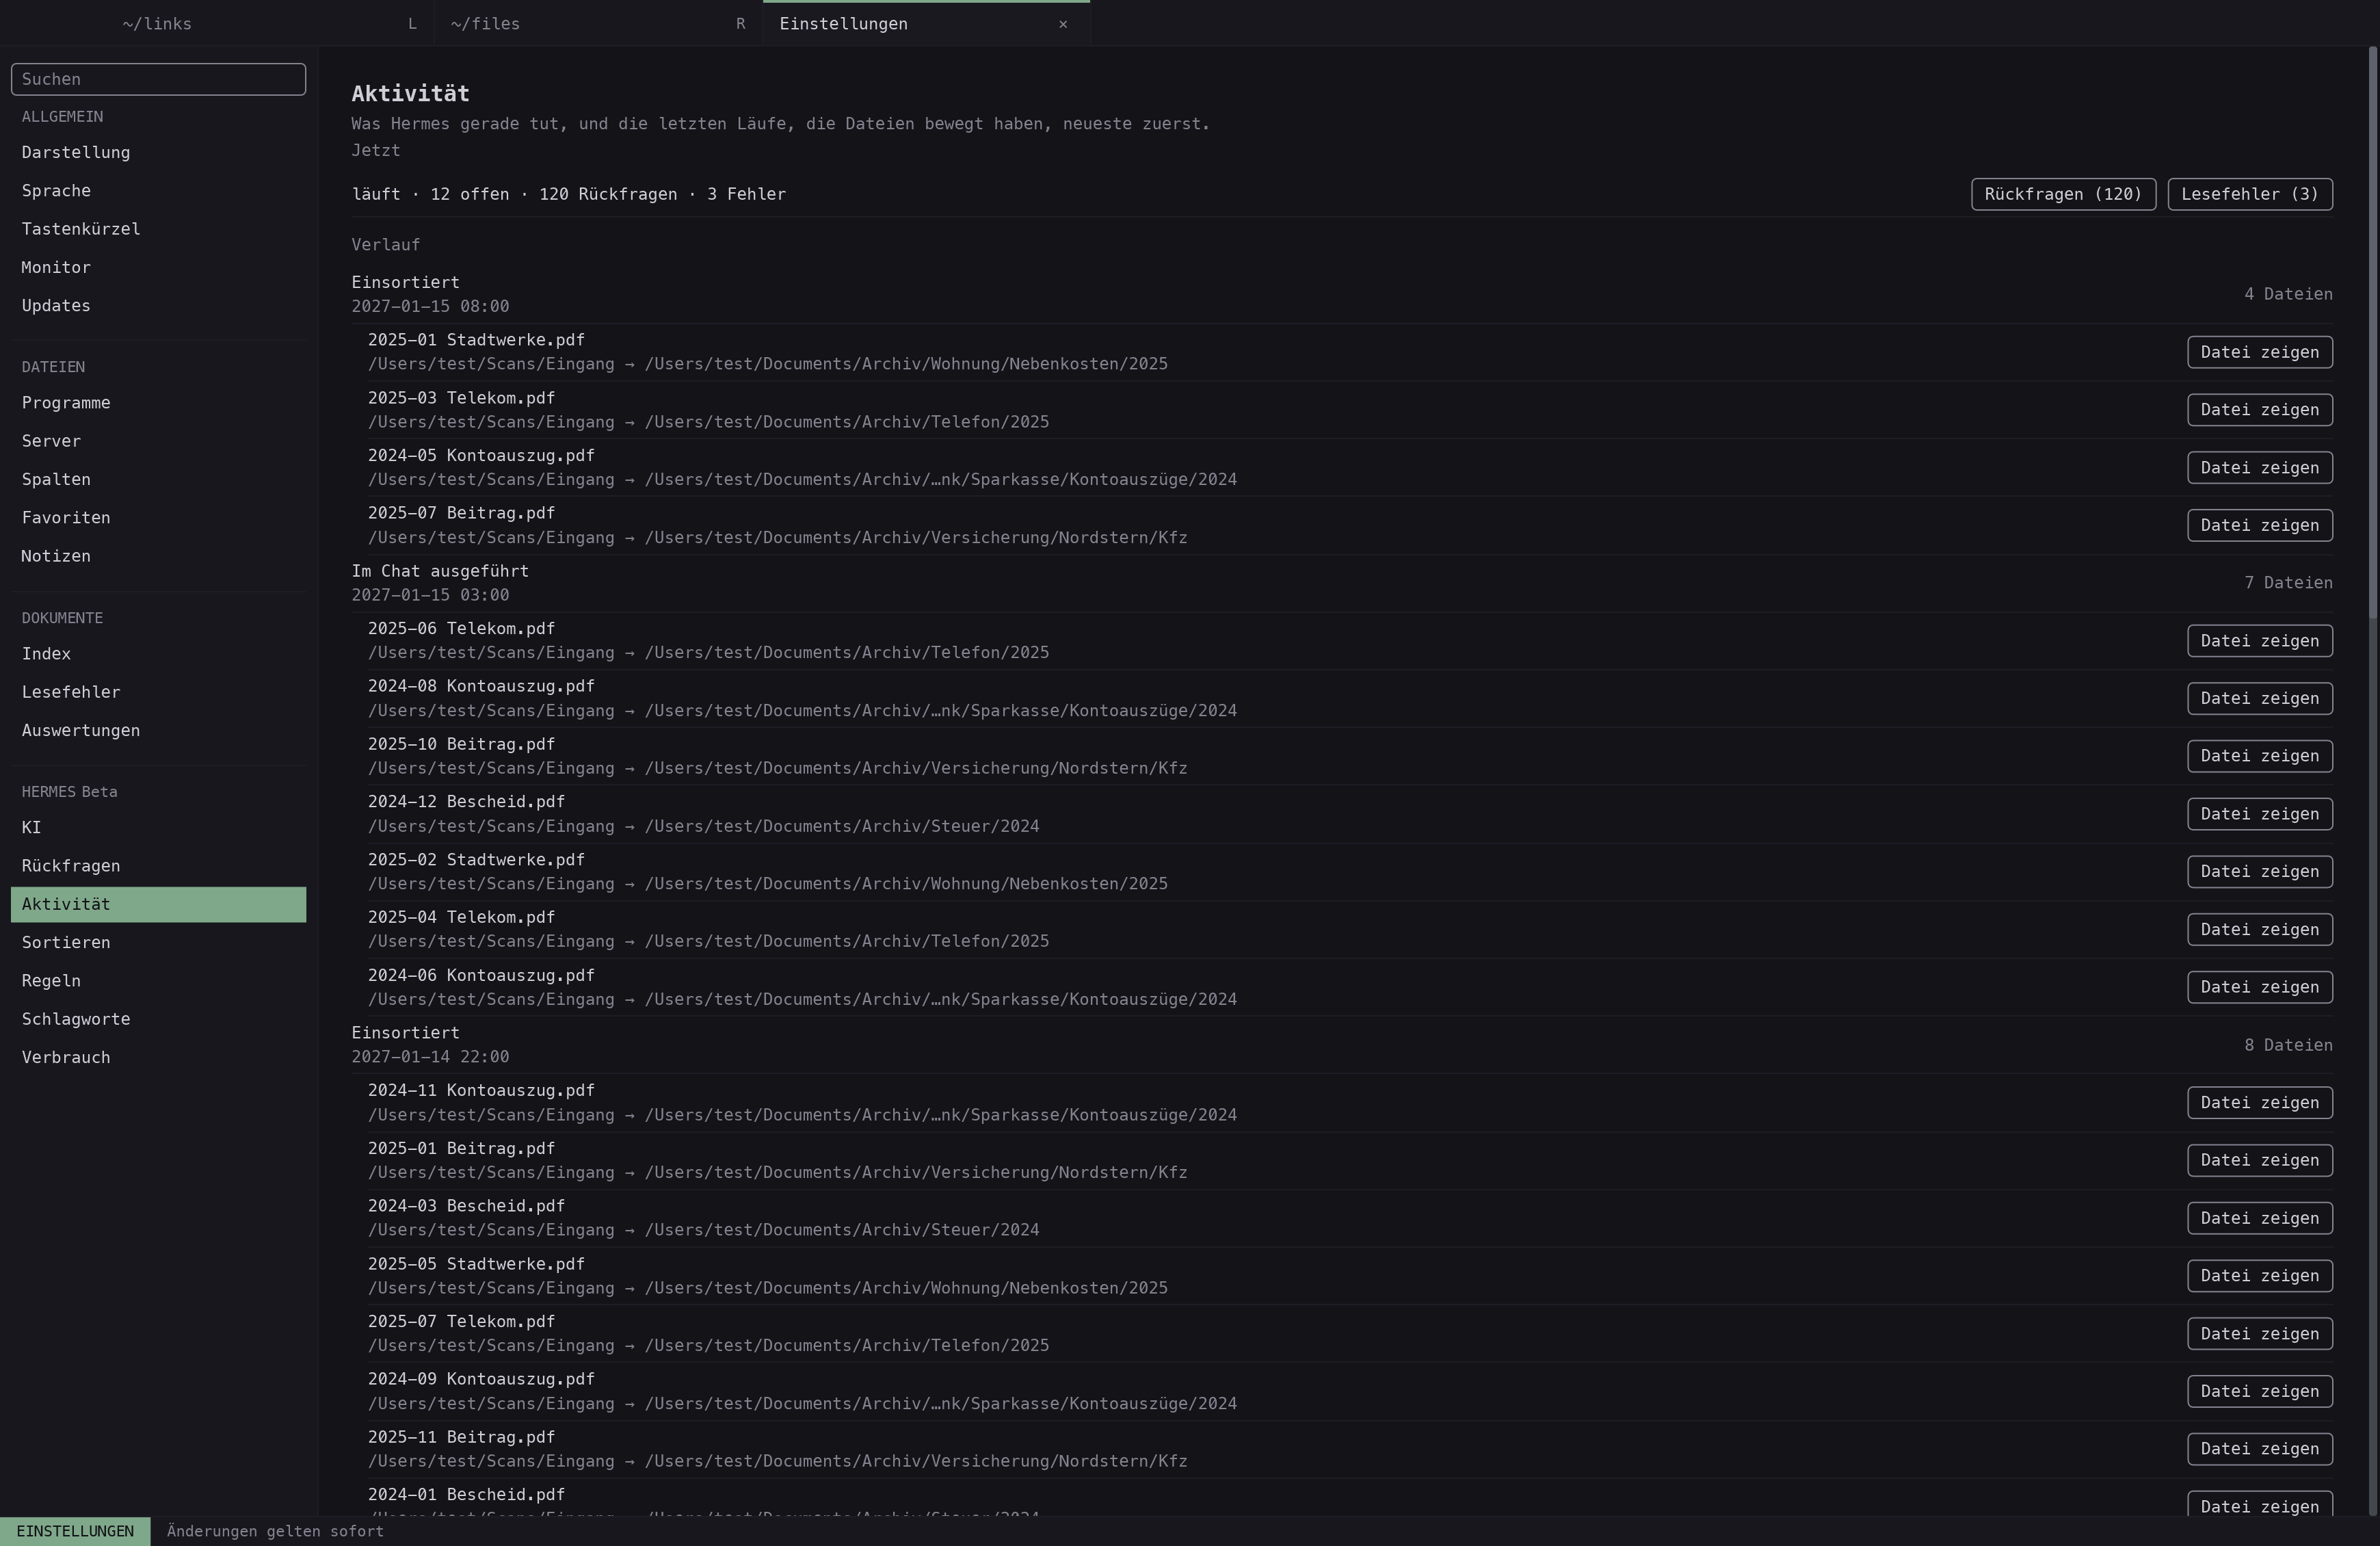 ~/links L ~/files R Einstellungen ×
Suchen
ALLGEMEIN
Darstellung
Sprache
Tastenkürzel
Monitor
Updates
DATEIEN
Programme
Server
Spalten
Favoriten
Notizen
DOKUMENTE
Index
Lesefehler
Auswertungen
HERMES Beta
KI
Rückfragen
Aktivität
Sortieren
Regeln
Schlagworte
Verbrauch
Aktivität
Was Hermes gerade tut, und die letzten Läufe, die Dateien bewegt haben, neueste zuerst.
Jetzt
läuft · 12 offen · 120 Rückfragen · 3 Fehler Rückfragen (120) Lesefehler (3)
Verlauf
Einsortiert
2027-01-15 08:00 4 Dateien
2025-01 Stadtwerke.pdf
/Users/test/Scans/Eingang → /Users/test/Documents/Archiv/Wohnung/Nebenkosten/2025 Datei zeigen
2025-03 Telekom.pdf
/Users/test/Scans/Eingang → /Users/test/Documents/Archiv/Telefon/2025 Datei zeigen
2024-05 Kontoauszug.pdf
/Users/test/Scans/Eingang → /Users/test/Documents/Archiv/…nk/Sparkasse/Kontoauszüge/2024 Datei zeigen
2025-07 Beitrag.pdf
/Users/test/Scans/Eingang → /Users/test/Documents/Archiv/Versicherung/Nordstern/Kfz Datei zeigen
Im Chat ausgeführt
2027-01-15 03:00 7 Dateien
2025-06 Telekom.pdf
/Users/test/Scans/Eingang → /Users/test/Documents/Archiv/Telefon/2025 Datei zeigen
2024-08 Kontoauszug.pdf
/Users/test/Scans/Eingang → /Users/test/Documents/Archiv/…nk/Sparkasse/Kontoauszüge/2024 Datei zeigen
2025-10 Beitrag.pdf
/Users/test/Scans/Eingang → /Users/test/Documents/Archiv/Versicherung/Nordstern/Kfz Datei zeigen
2024-12 Bescheid.pdf
/Users/test/Scans/Eingang → /Users/test/Documents/Archiv/Steuer/2024 Datei zeigen
2025-02 Stadtwerke.pdf
/Users/test/Scans/Eingang → /Users/test/Documents/Archiv/Wohnung/Nebenkosten/2025 Datei zeigen
2025-04 Telekom.pdf
/Users/test/Scans/Eingang → /Users/test/Documents/Archiv/Telefon/2025 Datei zeigen
2024-06 Kontoauszug.pdf
/Users/test/Scans/Eingang → /Users/test/Documents/Archiv/…nk/Sparkasse/Kontoauszüge/2024 Datei zeigen
Einsortiert
2027-01-14 22:00 8 Dateien
2024-11 Kontoauszug.pdf
/Users/test/Scans/Eingang → /Users/test/Documents/Archiv/…nk/Sparkasse/Kontoauszüge/2024 Datei zeigen
2025-01 Beitrag.pdf
/Users/test/Scans/Eingang → /Users/test/Documents/Archiv/Versicherung/Nordstern/Kfz Datei zeigen
2024-03 Bescheid.pdf
/Users/test/Scans/Eingang → /Users/test/Documents/Archiv/Steuer/2024 Datei zeigen
2025-05 Stadtwerke.pdf
/Users/test/Scans/Eingang → /Users/test/Documents/Archiv/Wohnung/Nebenkosten/2025 Datei zeigen
2025-07 Telekom.pdf
/Users/test/Scans/Eingang → /Users/test/Documents/Archiv/Telefon/2025 Datei zeigen
2024-09 Kontoauszug.pdf
/Users/test/Scans/Eingang → /Users/test/Documents/Archiv/…nk/Sparkasse/Kontoauszüge/2024 Datei zeigen
2025-11 Beitrag.pdf
/Users/test/Scans/Eingang → /Users/test/Documents/Archiv/Versicherung/Nordstern/Kfz Datei zeigen
2024-01 Bescheid.pdf
Datei zeigen
EINSTELLUNGEN Änderungen gelten sofort